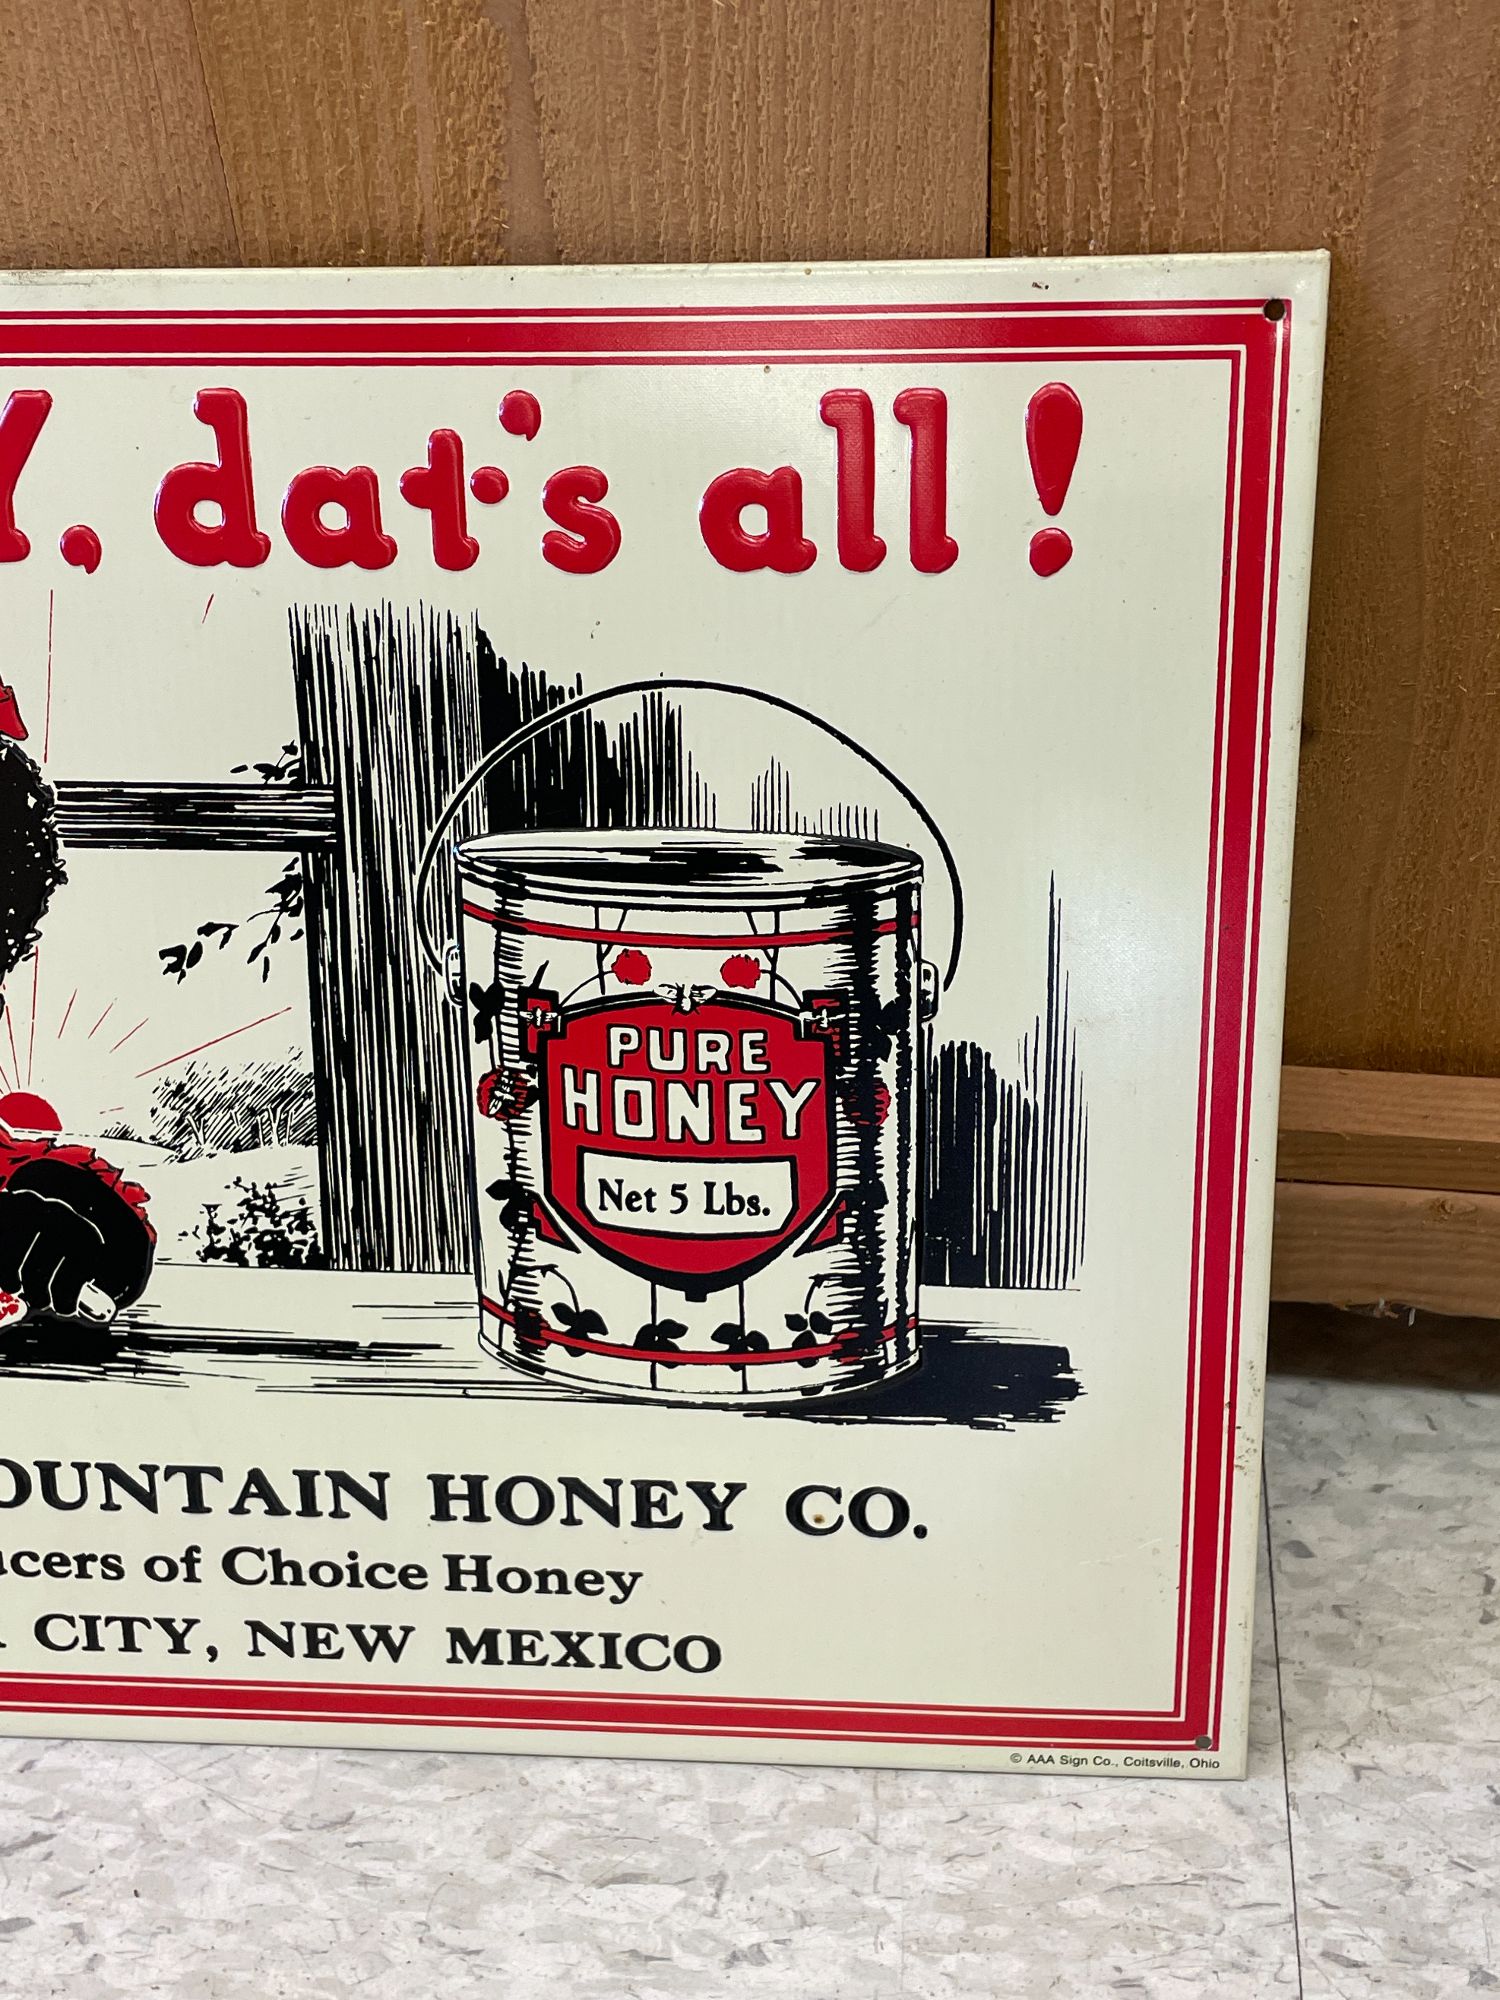 Y, dat's all!
PURE
HONEY
Net 5 Lbs.
OUNTAIN HONEY CO.
ucers of Choice Honey
CITY, NEW MEXICO
© AAA Sign Co., Coitsville, Ohio